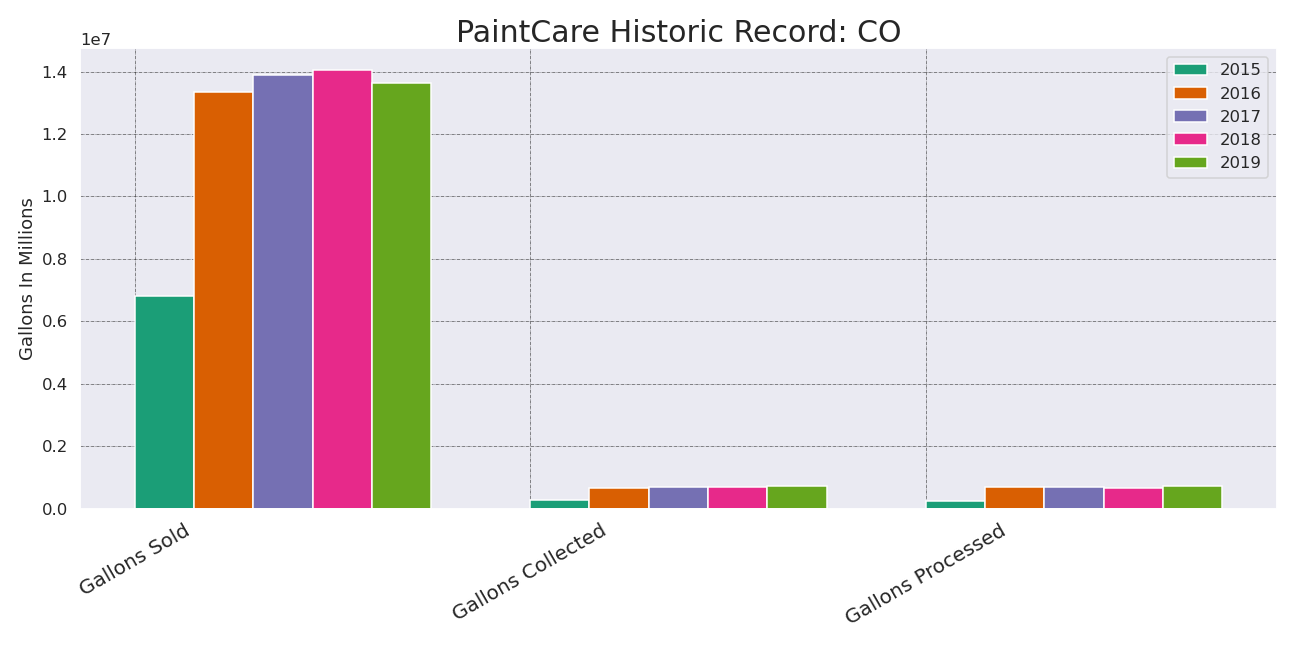 PaintCare Historic Record: CO
1e7
1.4
1.2
1.0
0.8
0.6
0.4
0.2
0.0
Gallons In Millions
2015
2016
2017
2018
2019
Gallons Sold
Gallons Collected
Gallons Processed